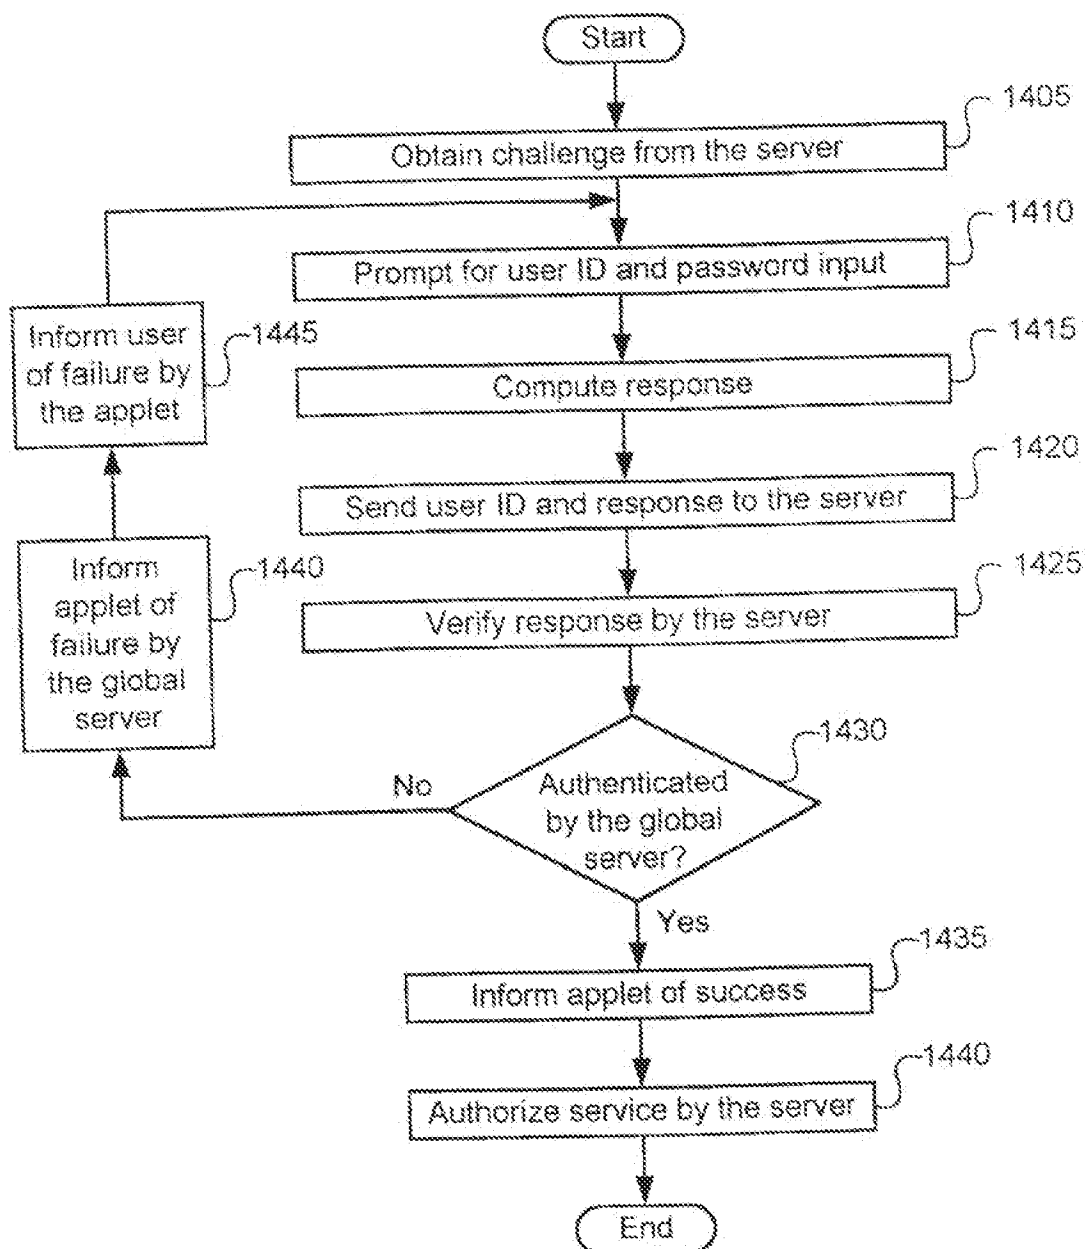 Start
1405
Obtain challenge from the server
1410
Prompt for user ID and password input
1415
Compute response
1420
Send user ID and response to the server
1425
Verify response by the server
Inform user
of failure by
the applet
1445
Inform
applet of
failure by
the global
server
1440
1430
Authenticated
by the global
server?
No
Yes
1435
Inform applet of success
1440
Authorize service by the server
End